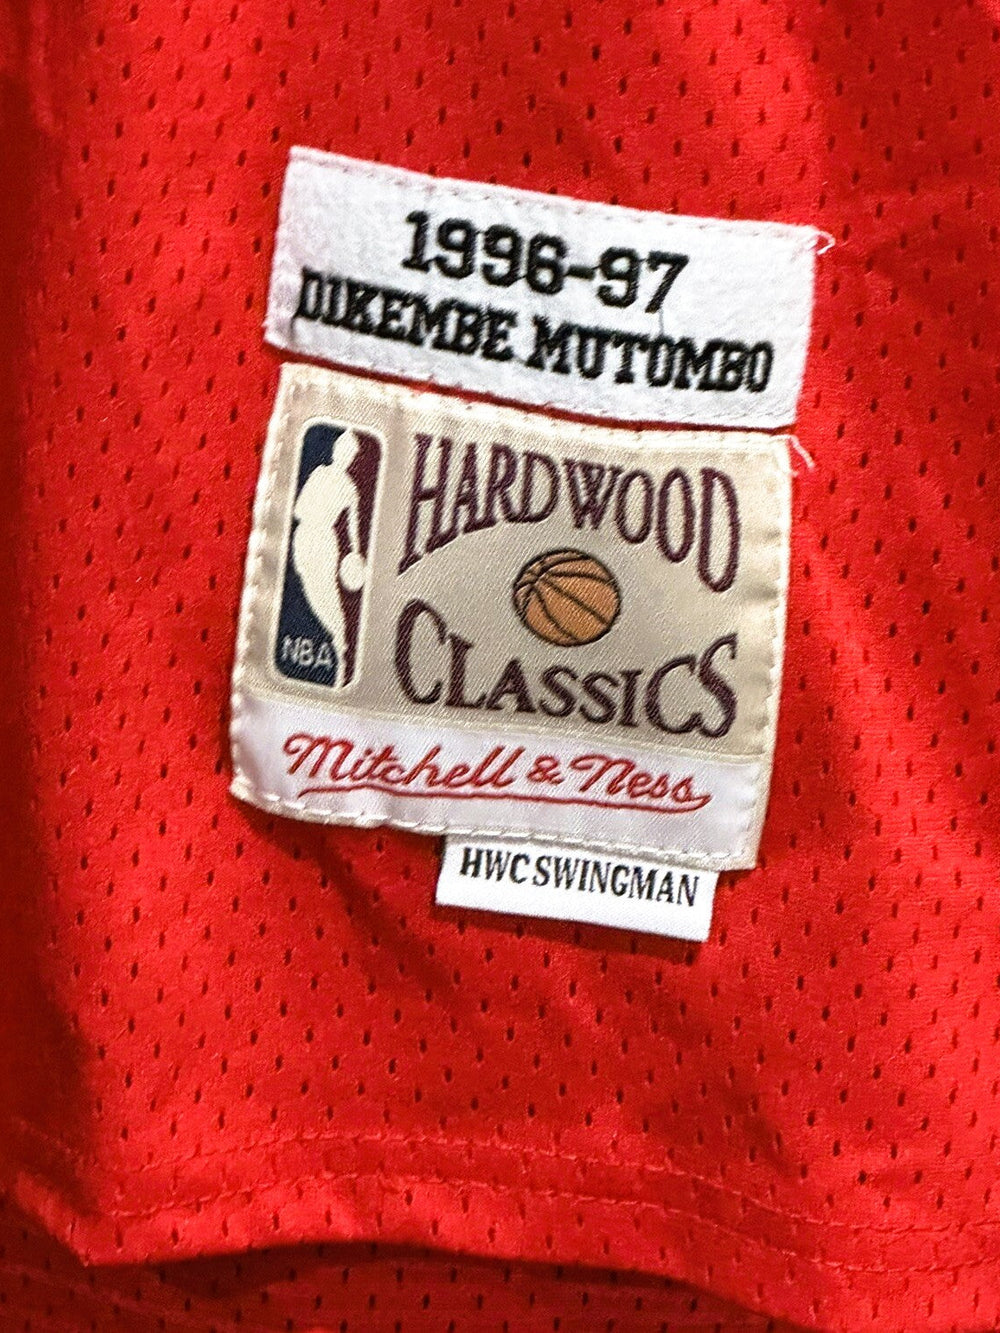 1996-97
DIKEMBE MUTOMBO
HARDWOOD
CLASSICS
NBA
Mitchell & Ness
HWC SWINGMAN